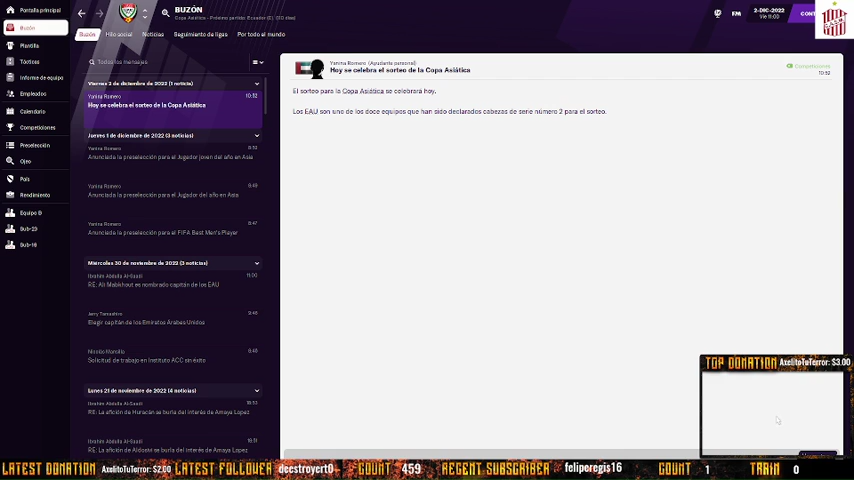 Pantalla principal
Buzón
Plantilla
Tácticas
Informe de equipo
Empleados
Calendario
Competiciones
Preselección
Ojeo
País
Rendimiento
Equipo B
Sub-23
Sub-18
BUZÓN
Copa Asiática - Próximo partido: Ecuador (C) (10 días)
FM
2-DIC-2022
Vie 11:00
CONT
Buzón
Hilo social
Noticias
Seguimiento de ligas
Por todo el mundo
Todos los mensajes
Viernes 2 de diciembre de 2022 (1 noticia)
Yanina Romero
10:52
Hoy se celebra el sorteo de la Copa Asiática
Jueves 1 de diciembre de 2022 (3 noticias)
Yanina Romero
Anunciada la preselección para el Jugador joven del año en Asia
Yanina Romero
Anunciada la preselección para el Jugador del año en Asia
Yanina Romero
Anunciada la preselección para el FIFA Best Men's Player
Miércoles 30 de noviembre de 2022 (3 noticias)
Ibrahim Abdulla Al-Saadi
11:00
RE: Ali Mabkhout es nombrado capitán de los EAU
Elegir capitán de los Emiratos Árabes Unidos
Solicitud de trabajo en Instituto ACC sin éxito
Lunes 21 de noviembre de 2022 (4 noticias)
Ibrahim Abdulla Al-Saadi
RE: La afición de Huracán se burla del interés de Amaya Lopez
Ibrahim Abdulla Al-Saadi
RE: La afición de Aldosivi se burla del interés de Amaya Lopez
Yanina Romero (Ayudante personal)
Hoy se celebra el sorteo de la Copa Asiática
Competiciones
10:52
El sorteo para la Copa Asiática se celebrará hoy.
Los EAU son uno de los doce equipos que han sido declarados cabezas de serie número 2 para el sorteo.
TOP DONATION AxelitoTuTerror: $3.00
LATEST DONATION AxelitoTuTerror: $2.00 LATEST FOLLOWER deestroyert0 COUNT 459 RECENT SUBSCRIBER feliporegis16 COUNT 1 TRAIN 0